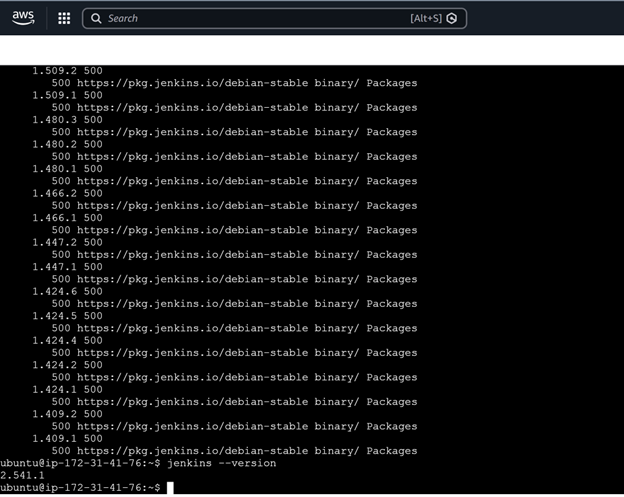 aws
Search
[Alt+S]
1.509.2 500
500 https://pkg.jenkins.io/debian-stable binary/ Packages
1.509.1 500
500 https://pkg.jenkins.io/debian-stable binary/ Packages
1.480.3 500
500 https://pkg.jenkins.io/debian-stable binary/ Packages
1.480.2 500
500 https://pkg.jenkins.io/debian-stable binary/ Packages
1.480.1 500
500 https://pkg.jenkins.io/debian-stable binary/ Packages
1.466.2 500
500 https://pkg.jenkins.io/debian-stable binary/ Packages
1.466.1 500
500 https://pkg.jenkins.io/debian-stable binary/ Packages
1.447.2 500
500 https://pkg.jenkins.io/debian-stable binary/ Packages
1.447.1 500
500 https://pkg.jenkins.io/debian-stable binary/ Packages
1.424.6 500
500 https://pkg.jenkins.io/debian-stable binary/ Packages
1.424.5 500
500 https://pkg.jenkins.io/debian-stable binary/ Packages
1.424.4 500
500 https://pkg.jenkins.io/debian-stable binary/ Packages
1.424.2 500
500 https://pkg.jenkins.io/debian-stable binary/ Packages
1.424.1 500
500 https://pkg.jenkins.io/debian-stable binary/ Packages
1.409.2 500
500 https://pkg.jenkins.io/debian-stable binary/ Packages
1.409.1 500
500 https://pkg.jenkins.io/debian-stable binary/ Packages
ubuntu@ip-172-31-41-76:~$ jenkins --version
2.541.1
ubuntu@ip-172-31-41-76:~$